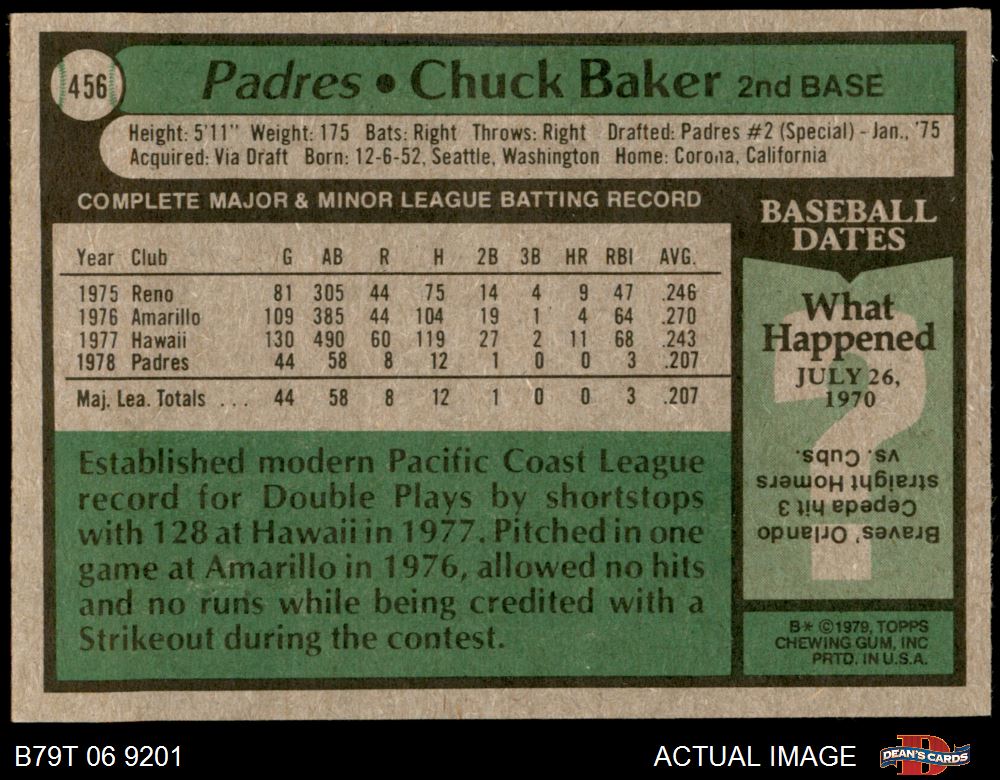 456
Padres • Chuck Baker 2nd BASE
Height: 5'11" Weight: 175 Bats: Right Throws: Right Drafted: Padres #2 (Special) - Jan., '75
Acquired: Via Draft Born: 12-6-52, Seattle, Washington Home: Corona, California
COMPLETE MAJOR & MINOR LEAGUE BATTING RECORD
Year Club G AB R H 2B 3B HR RBI AVG.
1975 Reno 81 305 44 75 14 4 9 47 .246
1976 Amarillo 109 385 44 104 19 1 4 64 .270
1977 Hawaii 130 490 60 119 27 2 11 68 .243
1978 Padres 44 58 8 12 1 0 0 3 .207
Maj. Lea. Totals ... 44 58 8 12 1 0 0 3 .207
Established modern Pacific Coast League
record for Double Plays by shortstops
with 128 at Hawaii in 1977. Pitched in one
game at Amarillo in 1976, allowed no hits
and no runs while being credited with a
Strikeout during the contest.
BASEBALL
DATES
What
Happened
JULY 26,
1970
?
Braves' Orlando
Cepeda hit 3
straight Homers
vs. Cubs.
B* ©1979, TOPPS
CHEWING GUM, INC
PRTD. IN U.S.A.
B79T 06 9201
ACTUAL IMAGE
D
DEAN'S CARDS